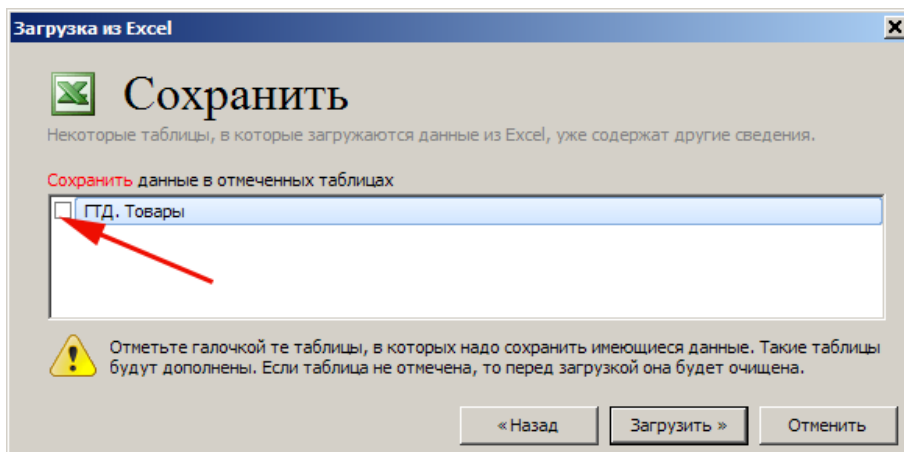 Загрузка из Excel
Сохранить
Некоторые таблицы, в которые загружаются данные из Excel, уже содержат другие сведения.
Сохранить данные в отмеченных таблицах
ГТД. Товары
Отметьте галочкой те таблицы, в которых надо сохранить имеющиеся данные. Такие таблицы
будут дополнены. Если таблица не отмечена, то перед загрузкой она будет очищена.
« Назад
Загрузить »
Отменить